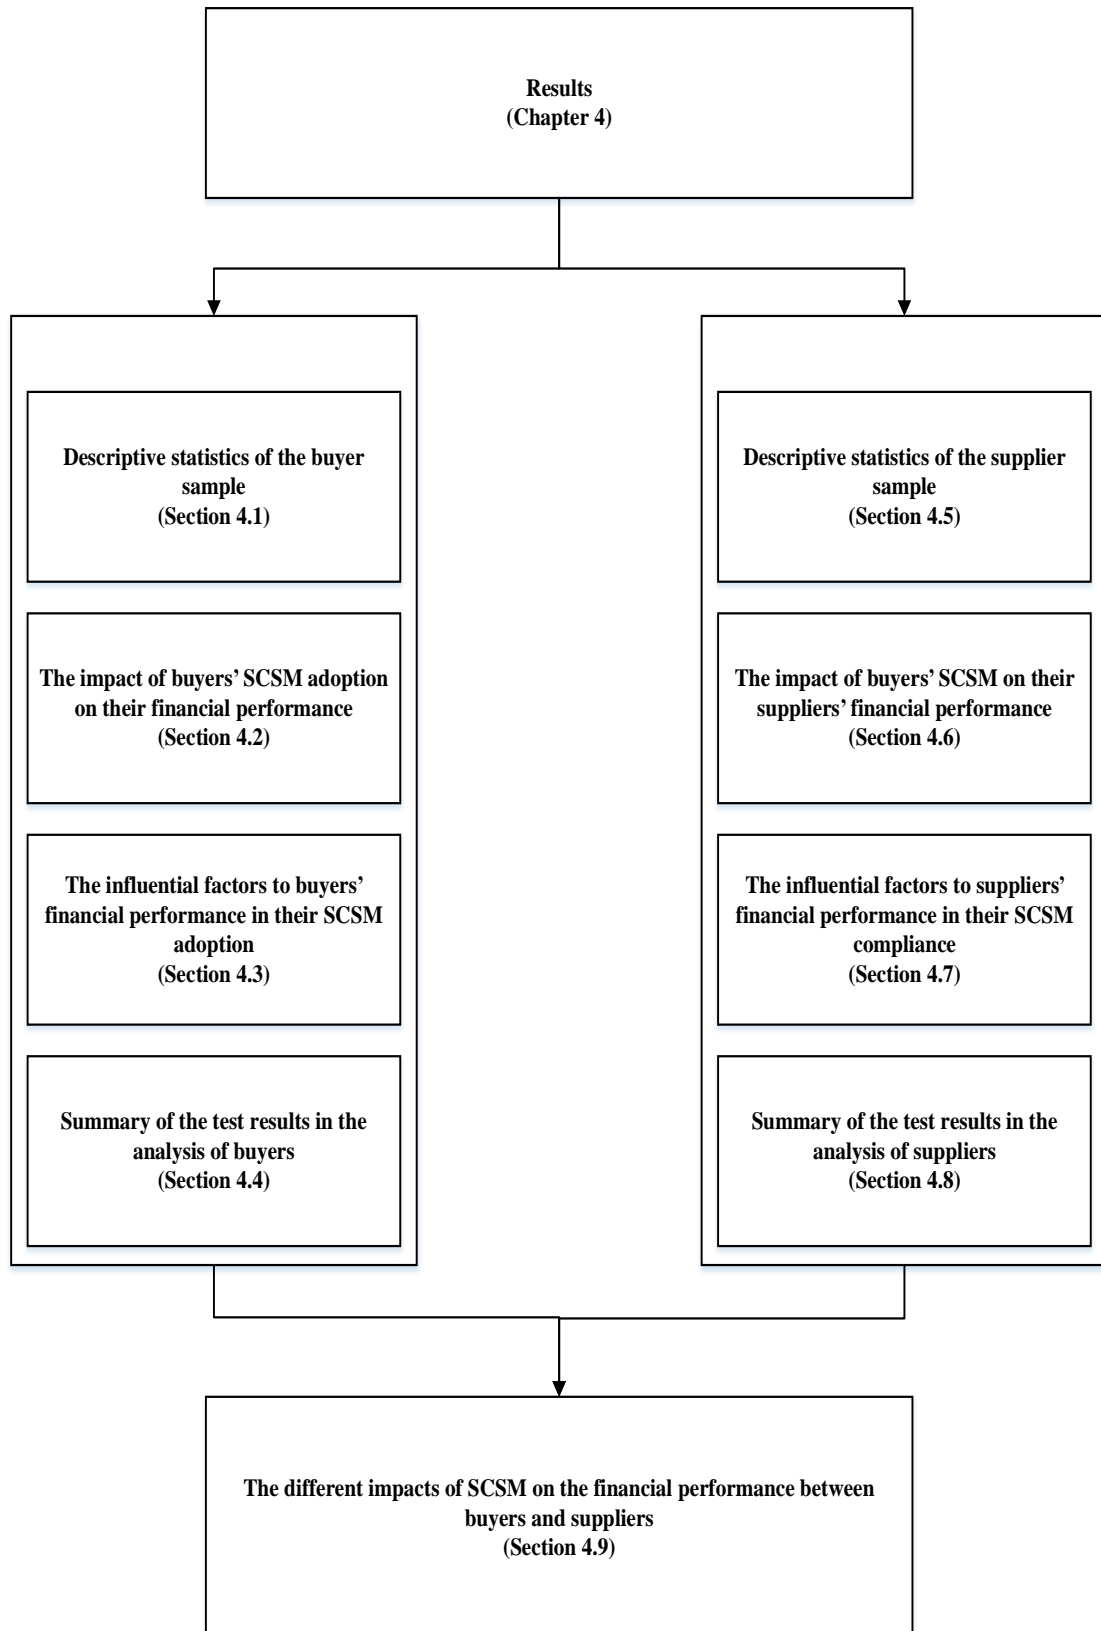 Results
(Chapter 4)
Descriptive statistics of the buyer
sample
(Section 4.1)
The impact of buyers’ SCSM adoption
on their financial performance
(Section 4.2)
The influential factors to buyers’
financial performance in their SCSM
adoption
(Section 4.3)
Summary of the test results in the
analysis of buyers
(Section 4.4)
Descriptive statistics of the supplier
sample
(Section 4.5)
The impact of buyers’ SCSM on their
suppliers’ financial performance
(Section 4.6)
The influential factors to suppliers’
financial performance in their SCSM
compliance
(Section 4.7)
Summary of the test results in the
analysis of suppliers
(Section 4.8)
The different impacts of SCSM on the financial performance between
buyers and suppliers
(Section 4.9)